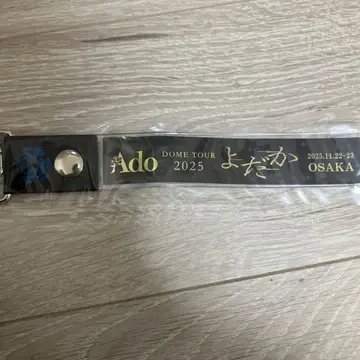 Ado
DOME TOUR
2025
よだか
2025.11.22-23
OSAKA